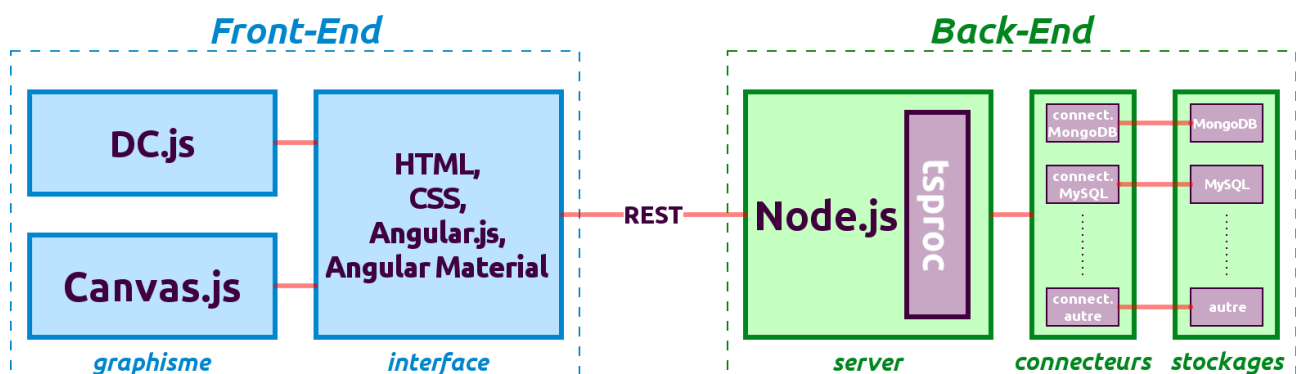 Front-End
Back-End
DC.js
Canvas.js
HTML,
CSS,
Angular.js,
Angular Material
REST
Node.js
tsproc
connect.
MongoDB
MongoDB
connect.
MySQL
MySQL
connect.
autre
autre
graphisme
interface
server
connecteurs
stockages